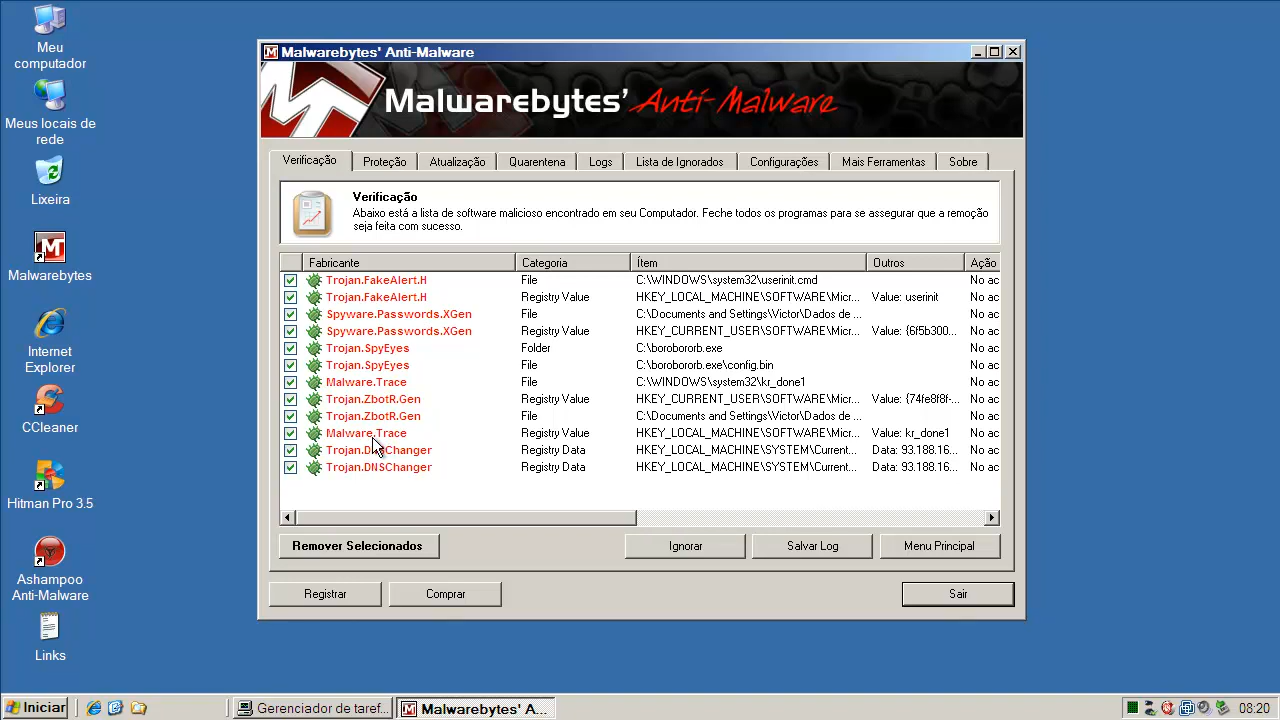 Meu
computador
Meus locais de
rede
Lixeira
Malwarebytes
Internet
Explorer
CCleaner
Hitman Pro 3.5
Ashampoo
Anti-Malware
Links
Malwarebytes' Anti-Malware
Malwarebytes' Anti-Malware
Verificação Proteção Atualização Quarentena Logs Lista de Ignorados Configurações Mais Ferramentas Sobre
Verificação
Abaixo está a lista de software malicioso encontrado em seu Computador. Feche todos os programas para se assegurar que a remoção
seja feita com sucesso.
Fabricante Categoria Ítem Outros Ação
Trojan.FakeAlert.H File C:\WINDOWS\system32\userinit.cmd No ac
Trojan.FakeAlert.H Registry Value HKEY_LOCAL_MACHINE\SOFTWARE\Micr... Value: userinit No ac
Spyware.Passwords.XGen File C:\Documents and Settings\Victor\Dados de ... No ac
Spyware.Passwords.XGen Registry Value HKEY_CURRENT_USER\SOFTWARE\Micr... Value: {6f5b300... No ac
Trojan.SpyEyes Folder C:\borobororb.exe No ac
Trojan.SpyEyes File C:\borobororb.exe\config.bin No ac
Malware.Trace File C:\WINDOWS\system32\kr_done1 No ac
Trojan.ZbotR.Gen Registry Value HKEY_CURRENT_USER\SOFTWARE\Micr... Value: {74fe8f8f-... No ac
Trojan.ZbotR.Gen File C:\Documents and Settings\Victor\Dados de ... No ac
Malware.Trace Registry Value HKEY_LOCAL_MACHINE\SOFTWARE\Micr... Value: kr_done1 No ac
Trojan.DNSChanger Registry Data HKEY_LOCAL_MACHINE\SYSTEM\Current... Data: 93.188.16... No ac
Trojan.DNSChanger Registry Data HKEY_LOCAL_MACHINE\SYSTEM\Current... Data: 93.188.16... No ac
Remover Selecionados Ignorar Salvar Log Menu Principal
Registrar Comprar Sair
Iniciar Gerenciador de taref... Malwarebytes' A... 08:20